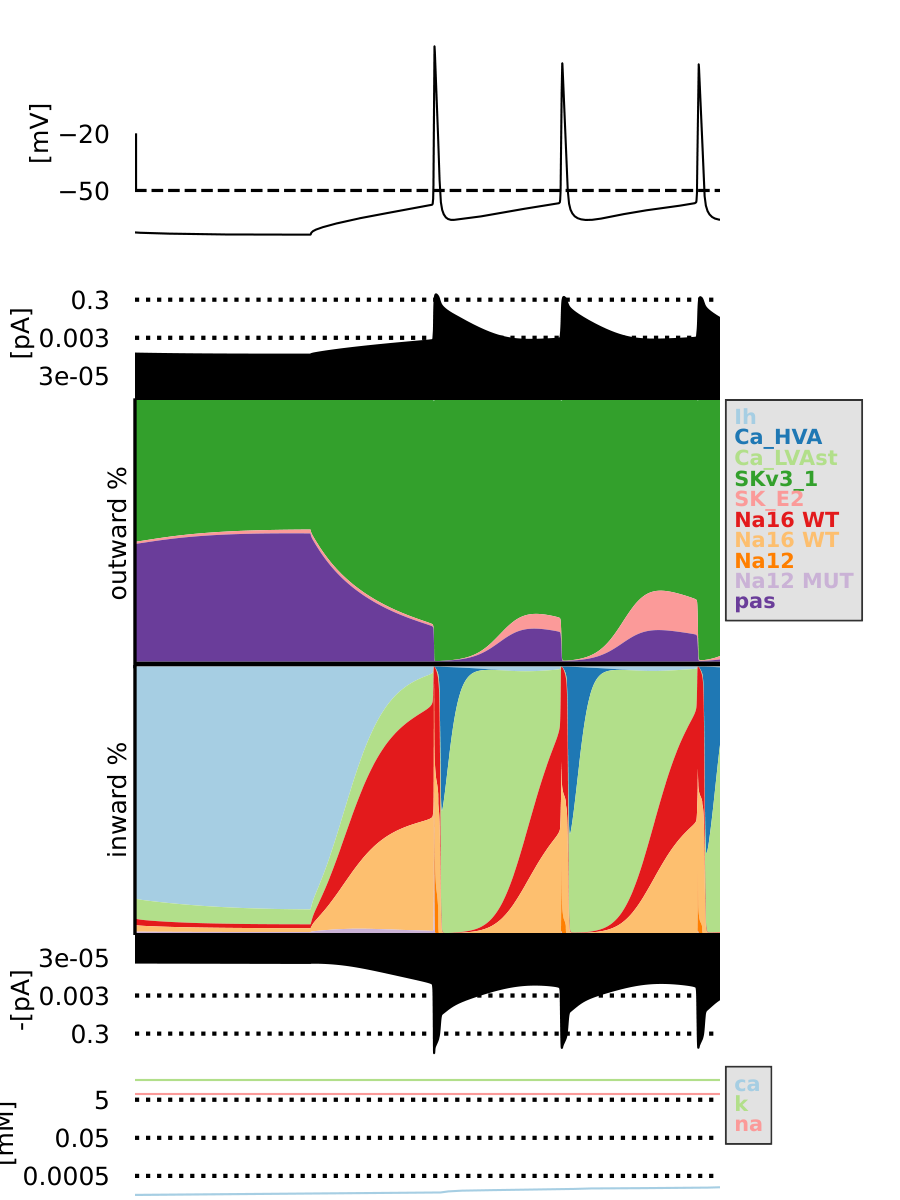 [mV]
−20
−50
[pA]
0.3
0.003
3e-05
outward %
Ih
Ca_HVA
Ca_LVAst
SKv3_1
SK_E2
Na16 WT
Na16 WT
Na12
Na12 MUT
pas
inward %
-[pA]
3e-05
0.003
0.3
[mM]
5
0.05
0.0005
ca
k
na